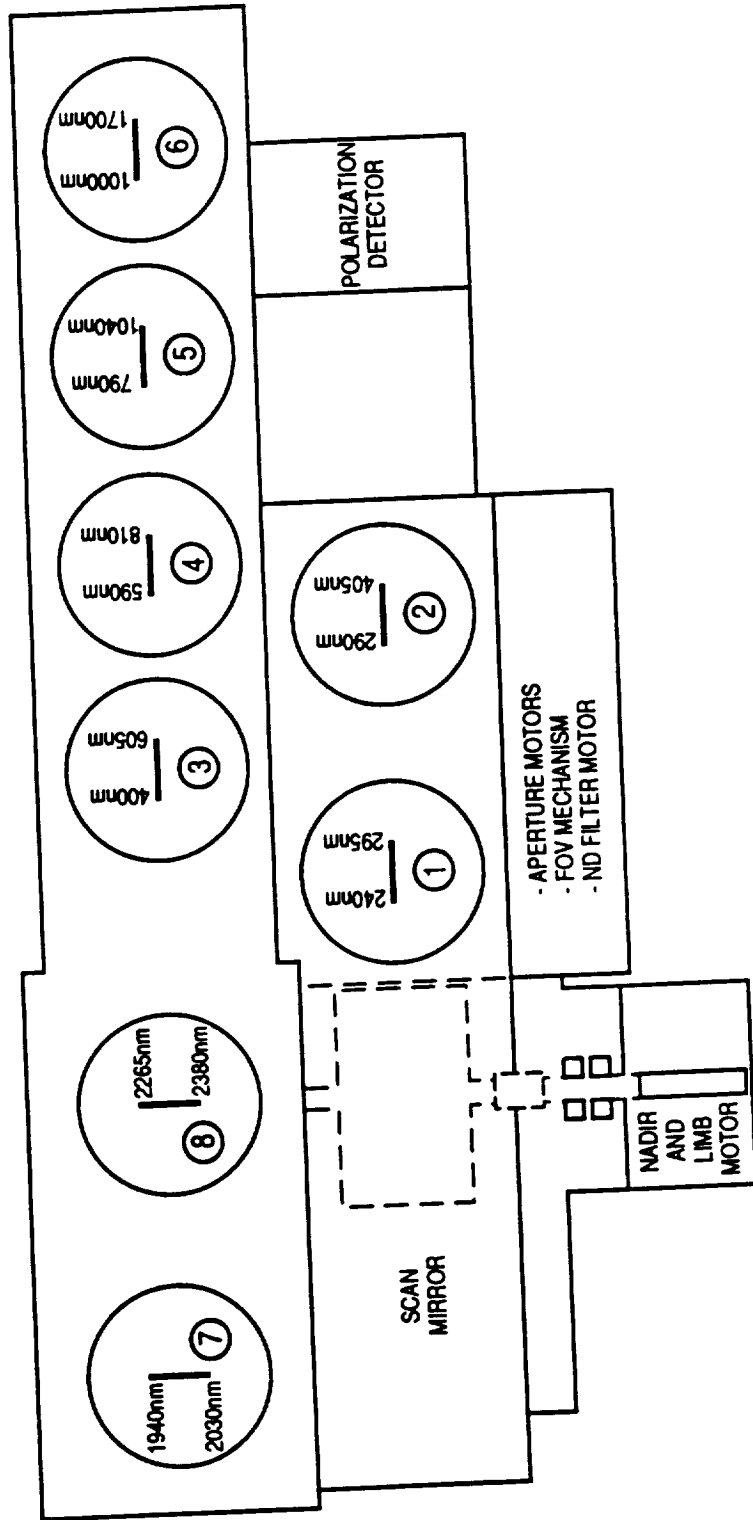 1940nm
2030nm
7
2265nm
2380nm
8
400nm
605nm
3
590nm
810nm
4
790nm
1040nm
5
1000nm
1700nm
6
SCAN
MIRROR
240nm
295nm
1
290nm
405nm
2
POLARIZATION
DETECTOR
- APERTURE MOTORS
- FOV MECHANISM
- ND FILTER MOTOR
NADIR
AND
LIMB
MOTOR